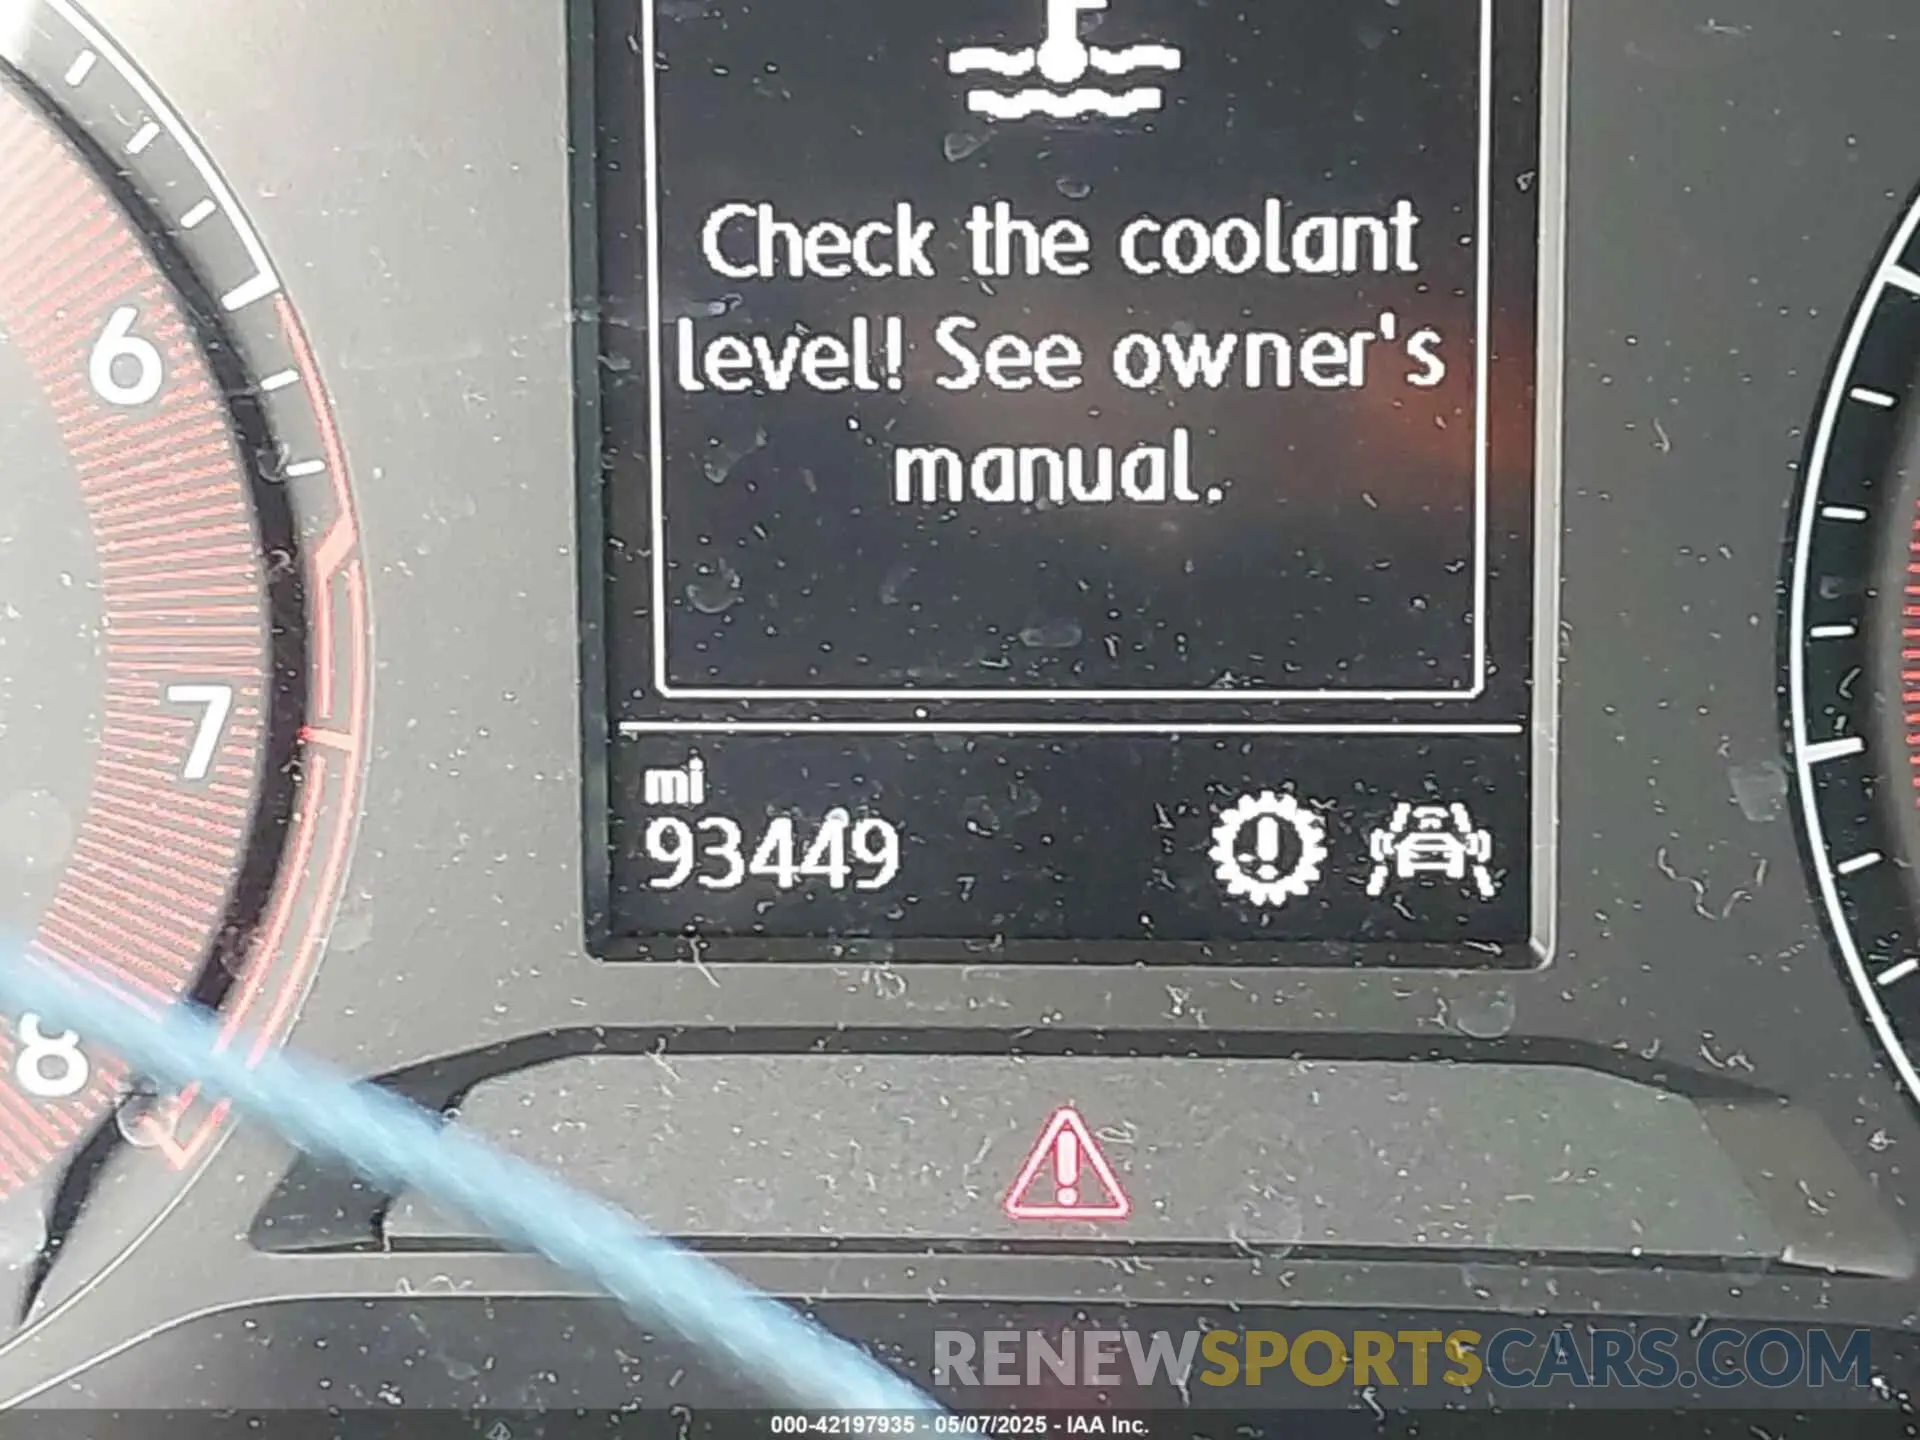 Check the coolant
level! See owner's
manual.
6
7
mi
93449
8
RENEWSPORTSCARS.COM
000-42197935 - 05/07/2025 - IAA Inc.